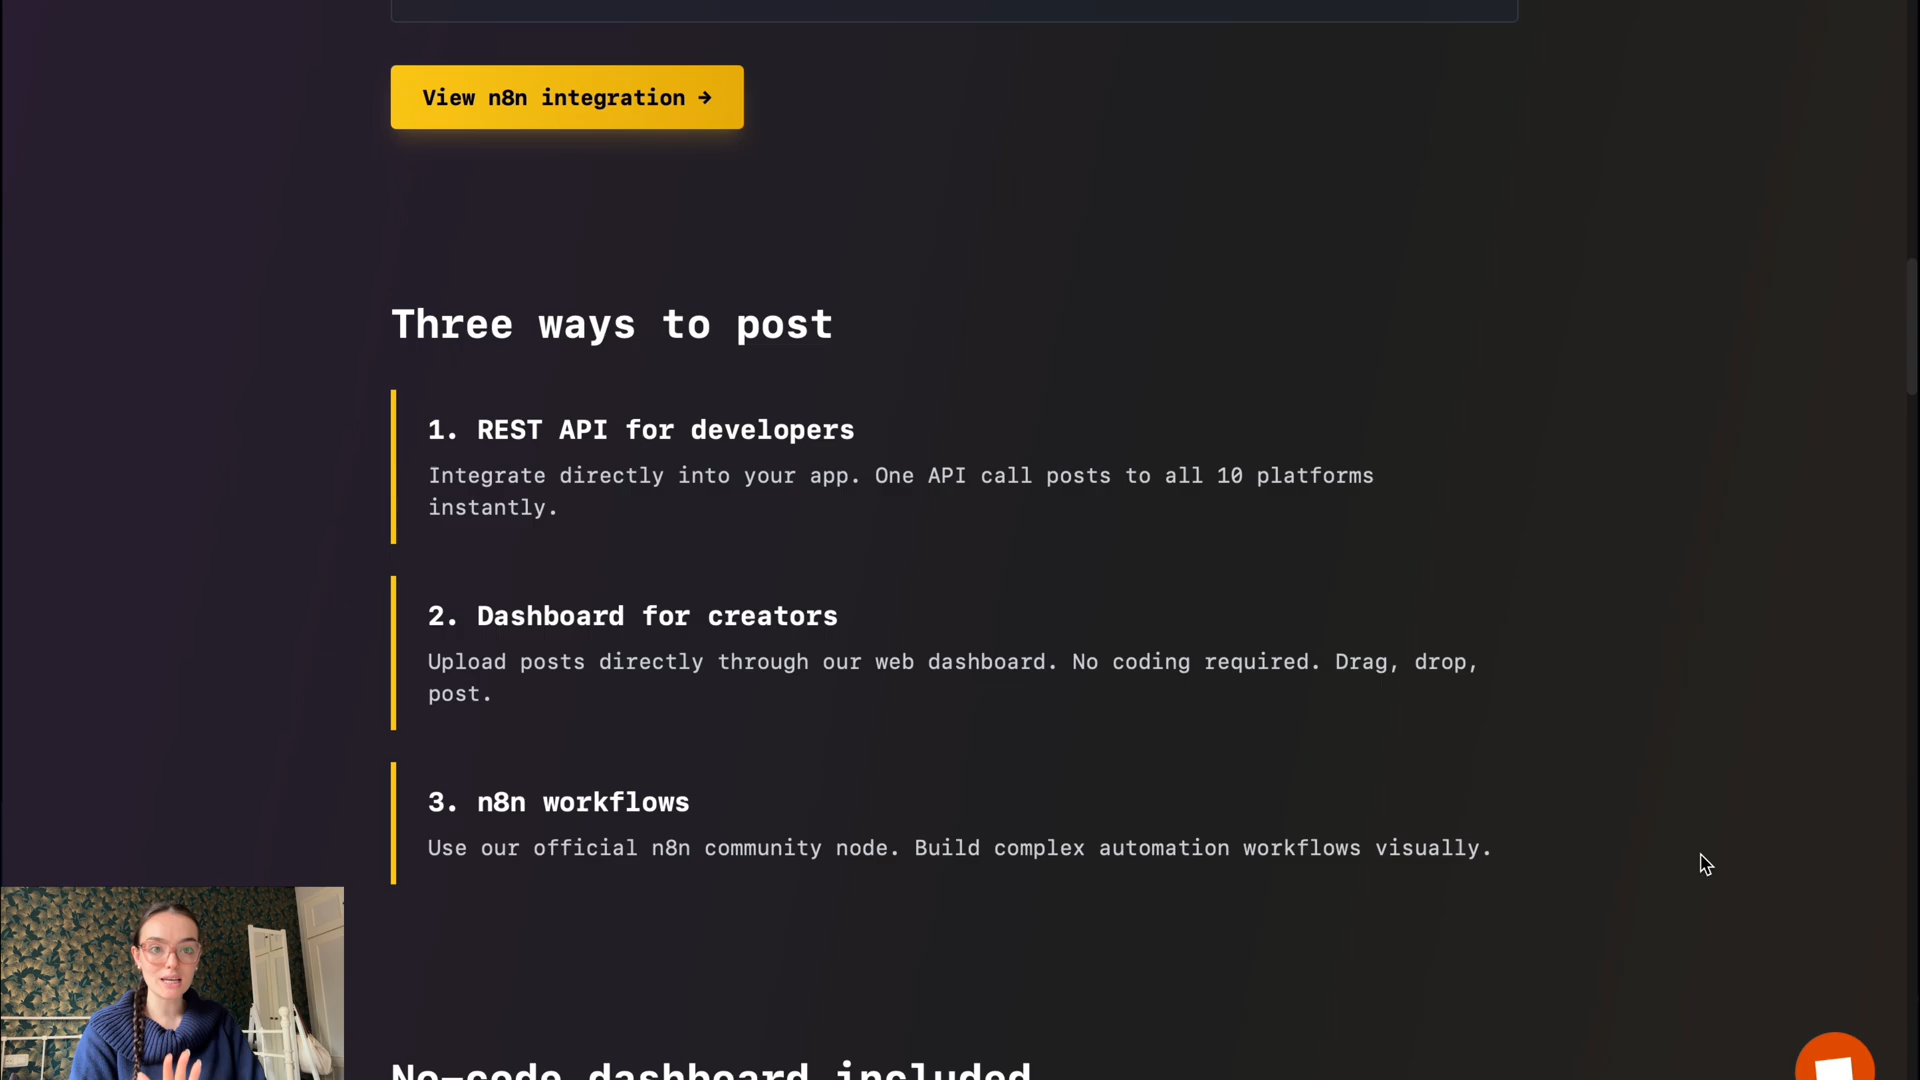 View n8n integration →
Three ways to post
1. REST API for developers
Integrate directly into your app. One API call posts to all 10 platforms
instantly.
2. Dashboard for creators
Upload posts directly through our web dashboard. No coding required. Drag, drop,
post.
3. n8n workflows
Use our official n8n community node. Build complex automation workflows visually.
No-code dashboard included